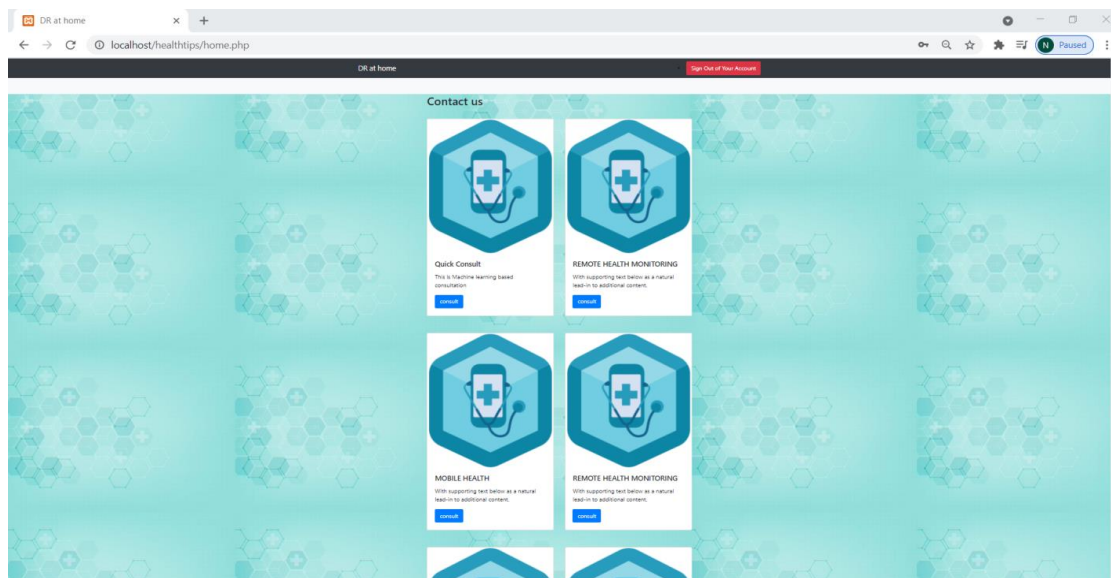 DR at home
localhost/healthtips/home.php
N Paused
DR at home
Sign Out of Your Account
Contact us
Quick Consult
This is Machine learning based
consultation
consult
REMOTE HEALTH MONITORING
With supporting text below as a natural
lead-in to additional content.
consult
MOBILE HEALTH
With supporting text below as a natural
lead-in to additional content.
consult
REMOTE HEALTH MONITORING
With supporting text below as a natural
lead-in to additional content.
consult